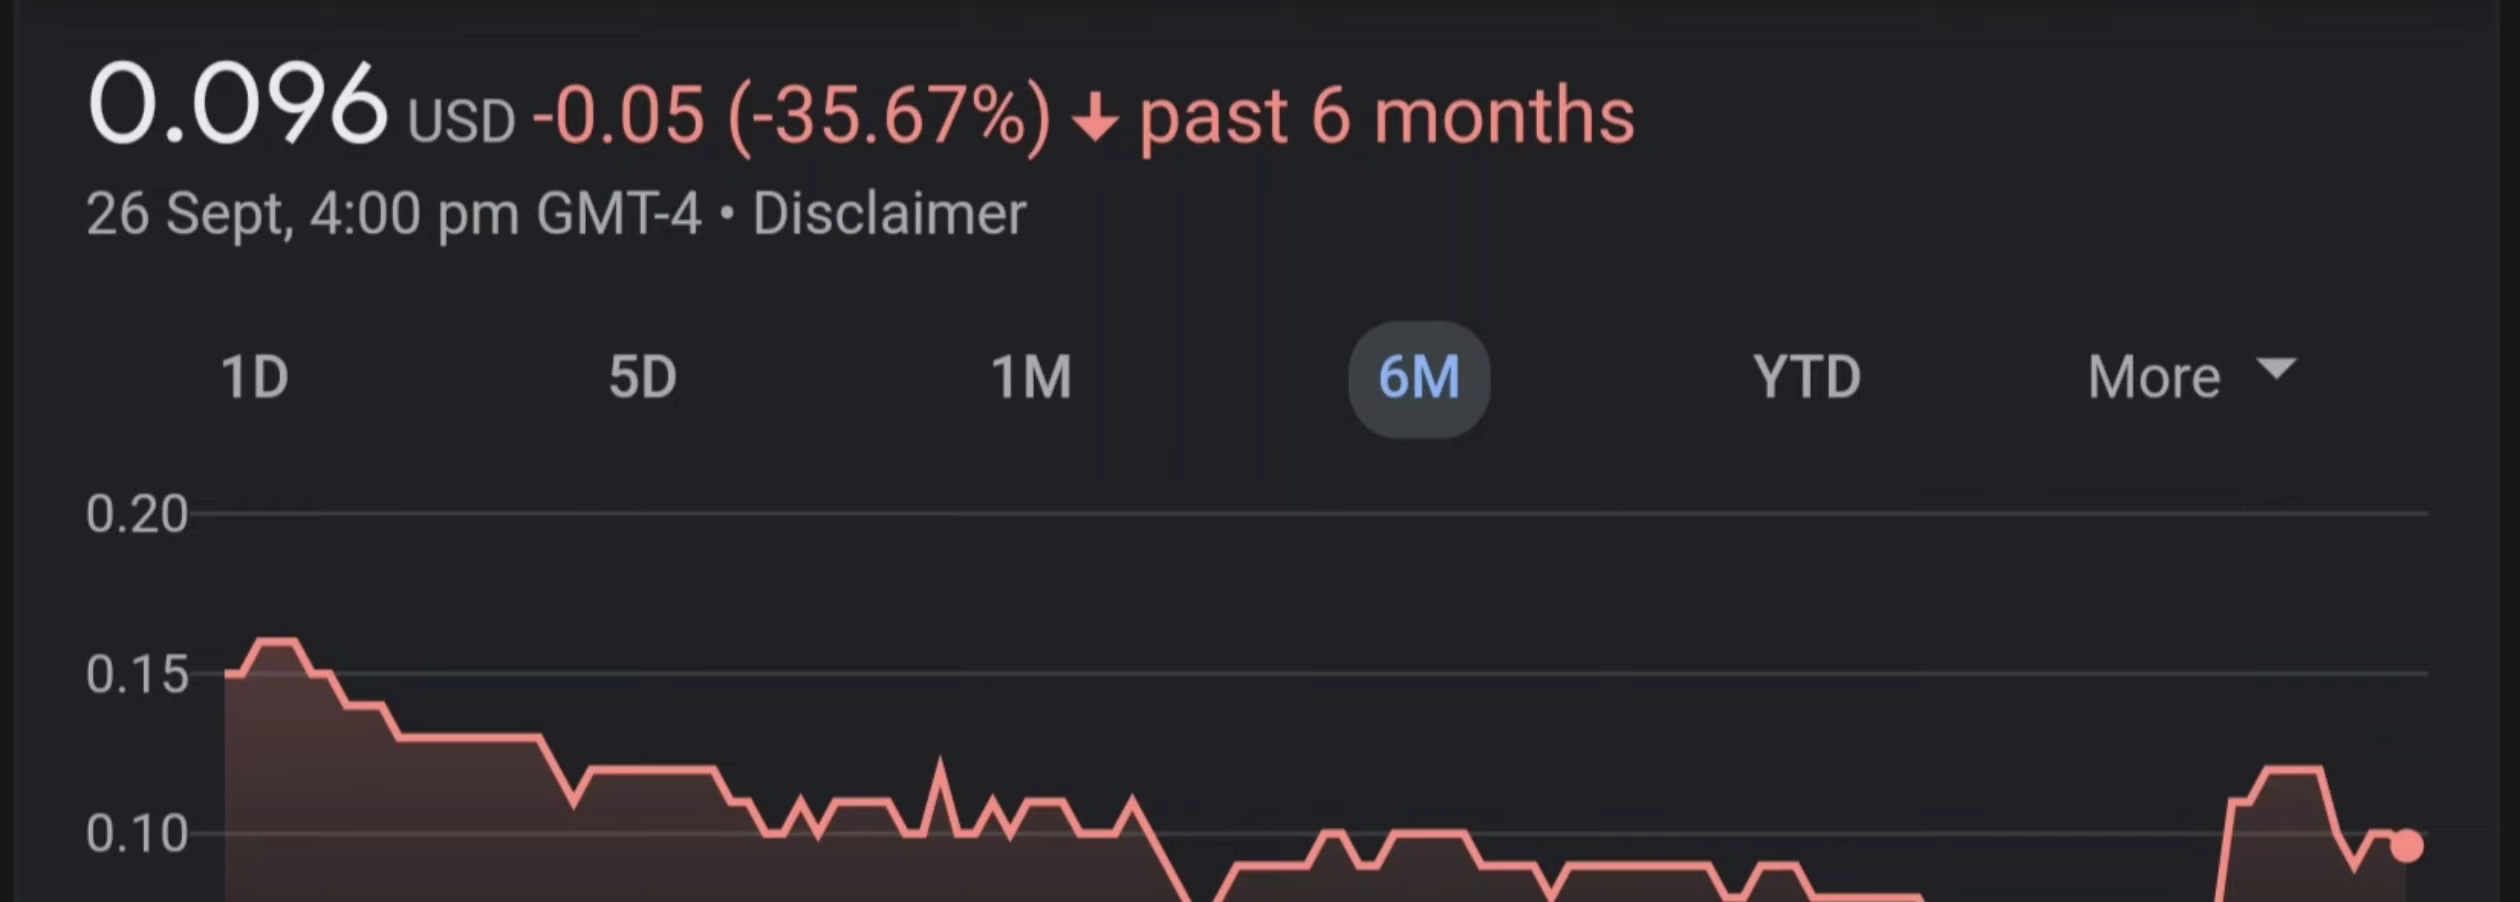 0.096 USD -0.05 (-35.67%) ↓ past 6 months
26 Sept, 4:00 pm GMT-4 • Disclaimer
1D 5D 1M 6M YTD More
0.20
0.15
0.10